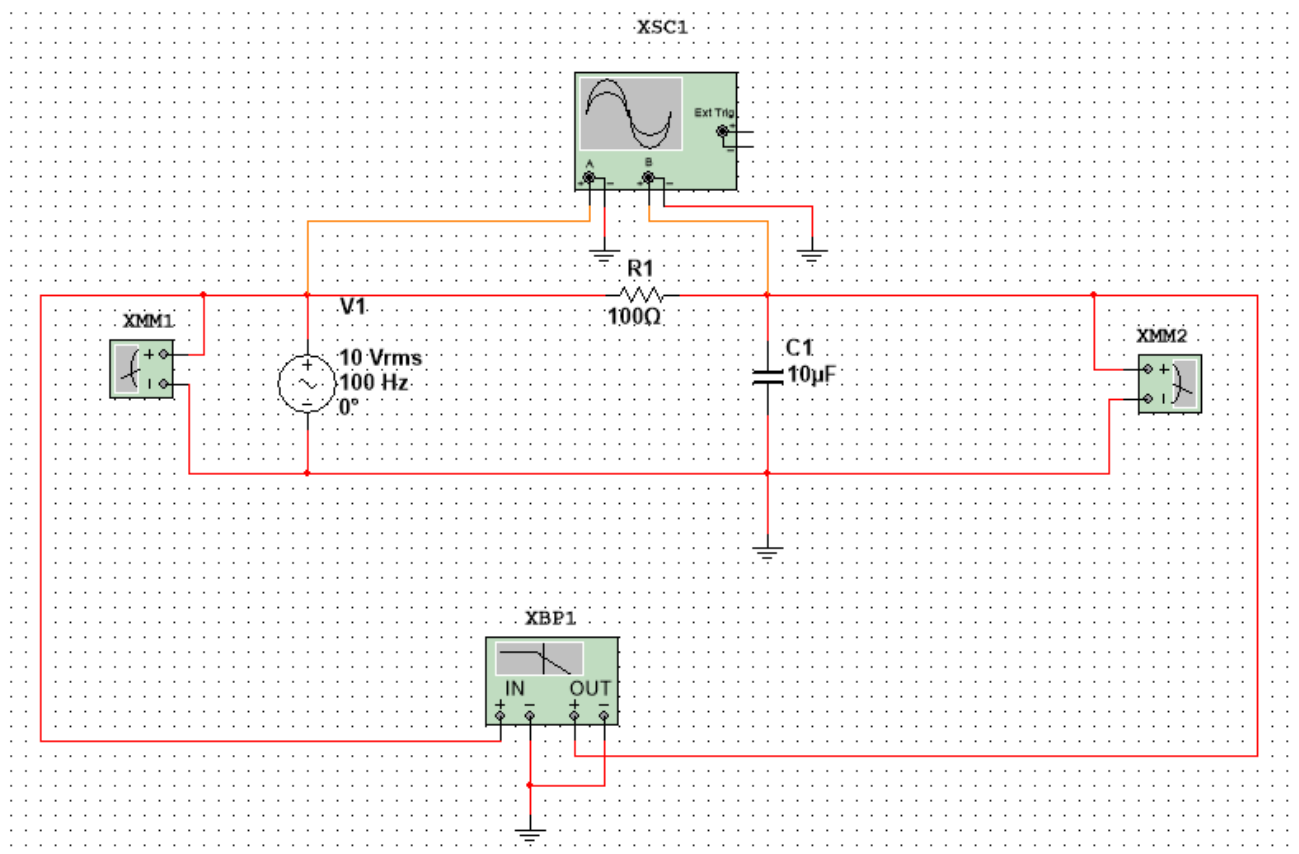 XSC1
Ext Trig
+
−
A
B
+ −
+ −
R1
100Ω
V1
10 Vrms
100 Hz
0°
+
−
XMM1
+
−
C1
10µF
XMM2
+
−
XBP1
IN OUT
+ − + −